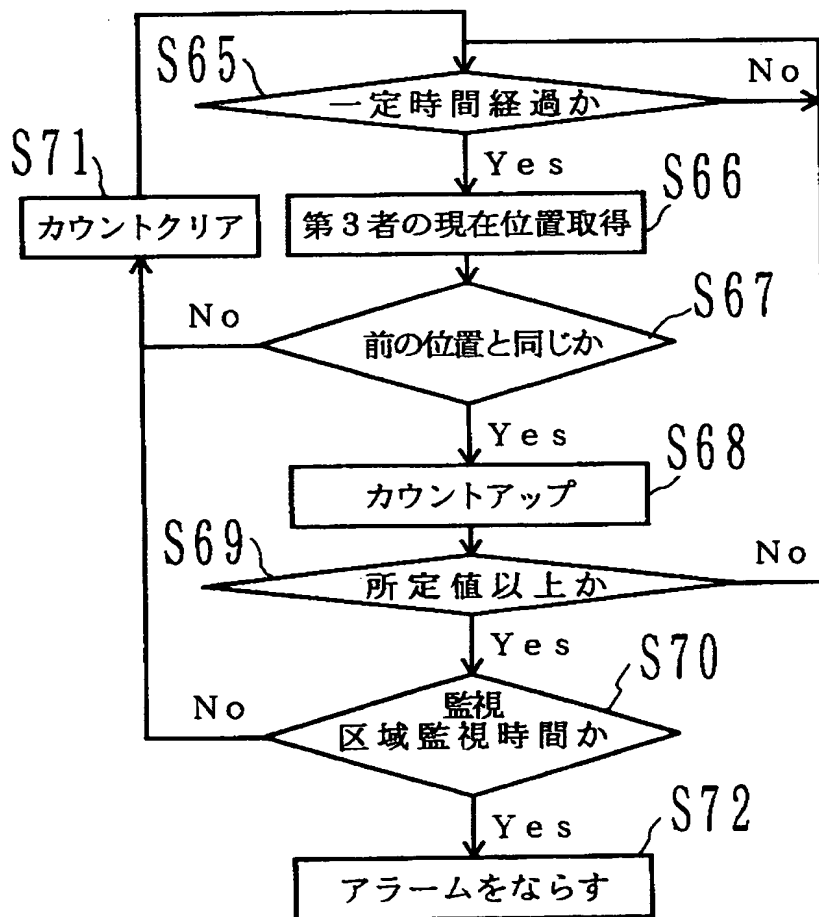 S65
一定時間経過か
No
Yes
S71
カウントクリア
S66
第3者の現在位置取得
S67
前の位置と同じか
No
Yes
S68
カウントアップ
S69
所定値以上か
No
Yes
S70
監視
区域監視時間か
No
Yes
S72
アラームをならす